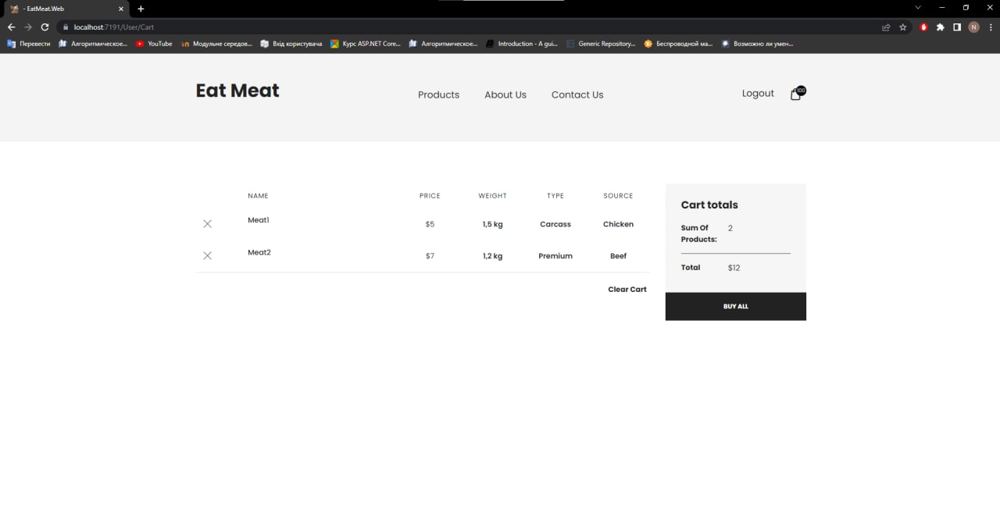 - EatMeat.Web
localhost:7191/User/Cart
Перевести Алгоритмическое... YouTube Модульне середов... Вхід користувача Курс ASP.NET Core... Алгоритмическое... Introduction - A gui... Generic Repository... Беспроводной ма... Возможно ли умен...
Eat Meat Products About Us Contact Us Logout 100
NAME PRICE WEIGHT TYPE SOURCE
Meat1 $5 1,5 kg Carcass Chicken
Meat2 $7 1,2 kg Premium Beef
Clear Cart
Cart totals
Sum Of
Products: 2
Total $12
BUY ALL